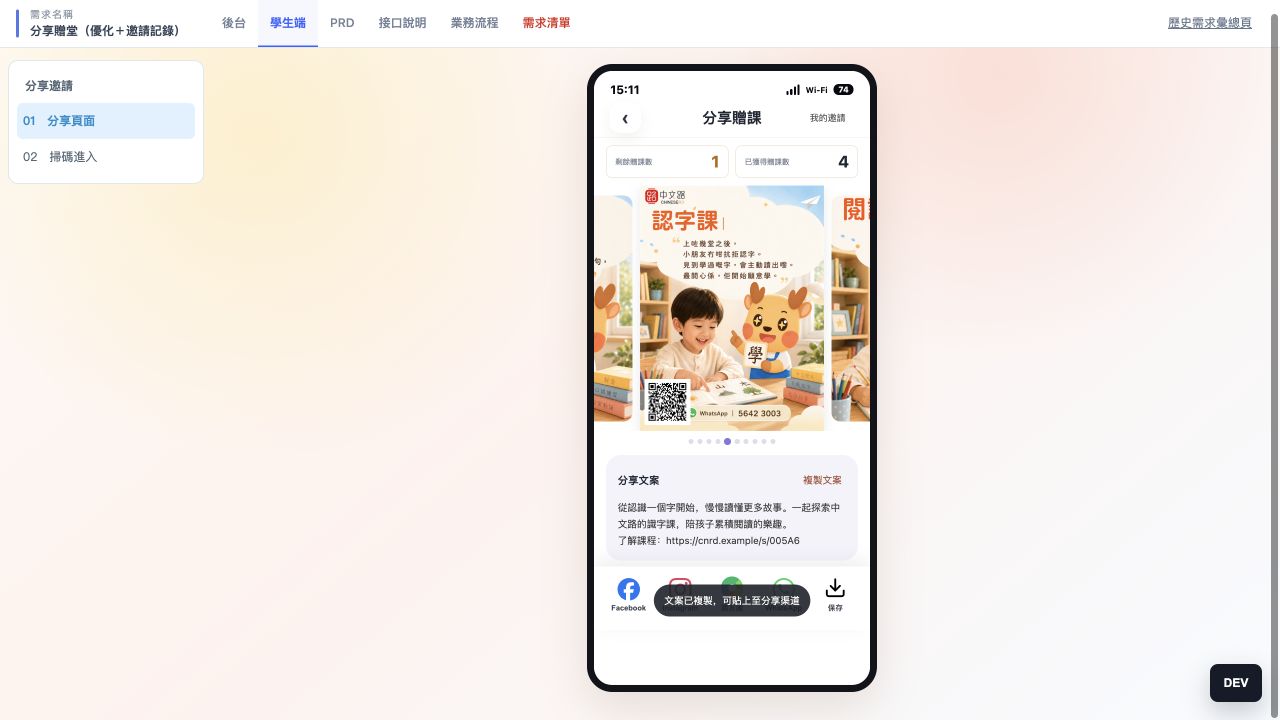 需求名稱
分享贈堂（優化＋邀請記錄）
後台
學生端
PRD
接口說明
業務流程
需求清單
歷史需求彙總頁
分享邀請
01 分享頁面
02 掃碼進入
15:11
Wi-Fi 74
‹ 分享贈課 我的邀請
剩餘贈課數 1
已獲得贈課數 4
中文路
認字課
閱
上咗幾堂之後，
小朋友冇咁抗拒認字。
見到學過嘅字，會主動讀出嚟。
最開心係，佢開始願意學。
句，
學
山 木
WhatsApp | 5642 3003
分享文案
複製文案
從認識一個字開始，慢慢讀懂更多故事。一起探索中
文路的識字課，陪孩子累積閱讀的樂趣。
了解課程：https://cnrd.example/s/005A6
Facebook
文案已複製，可貼上至分享渠道
保存
DEV